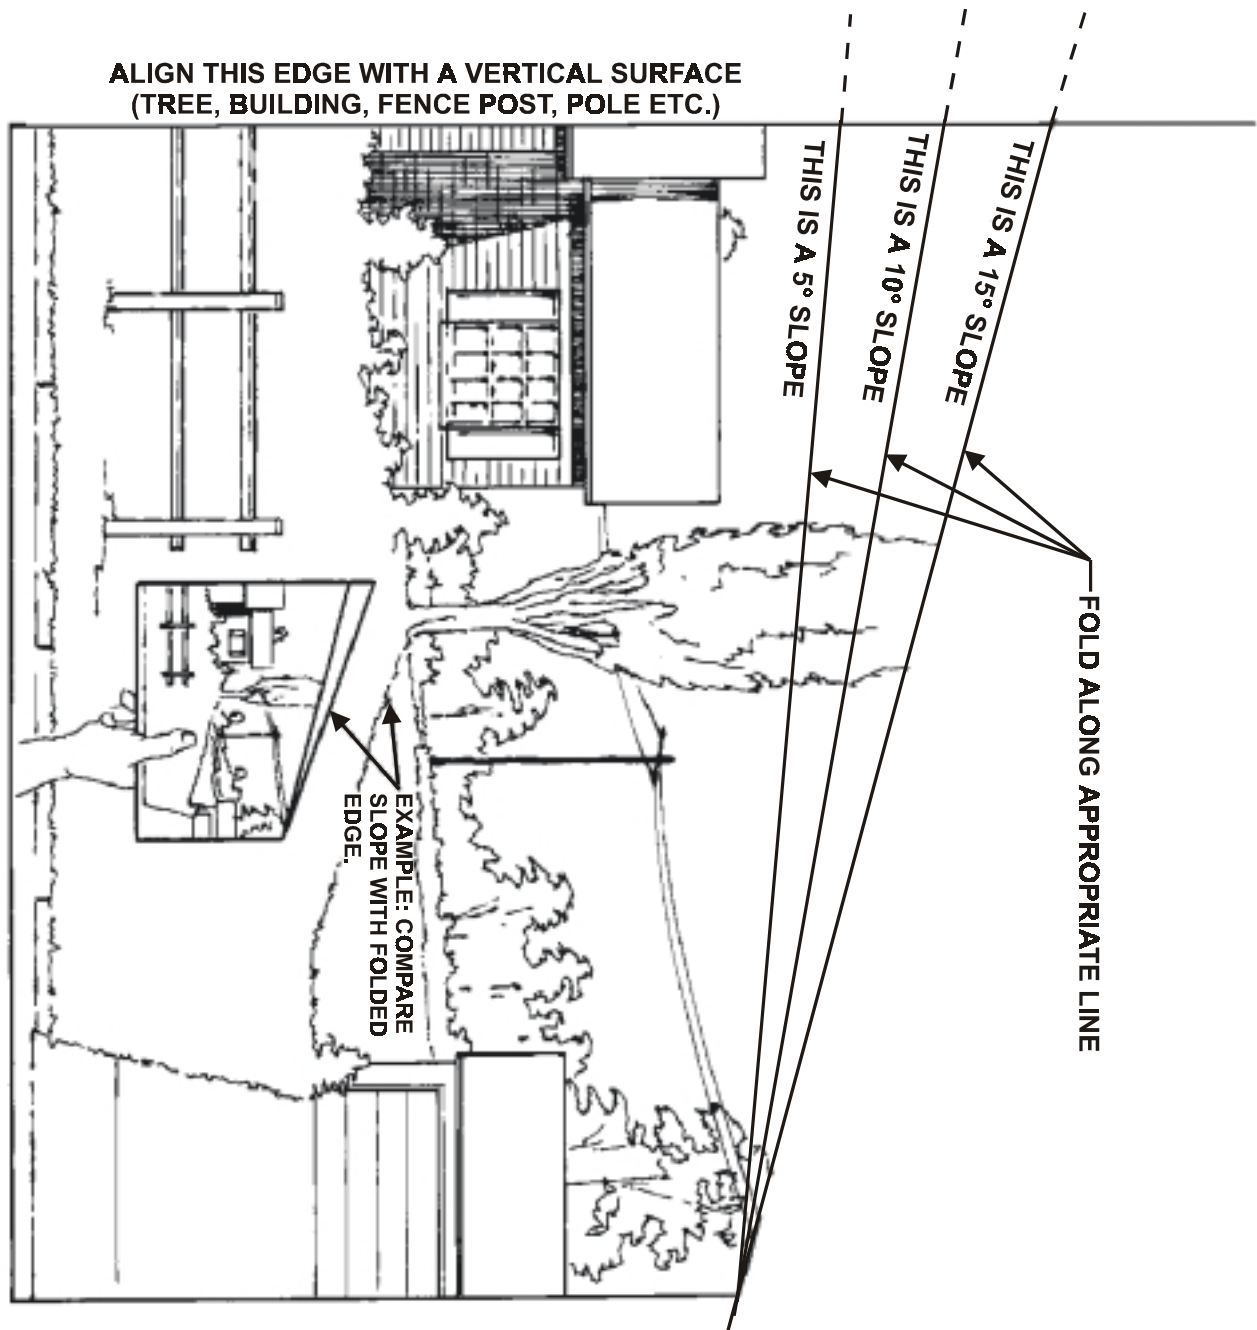 ALIGN THIS EDGE WITH A VERTICAL SURFACE
(TREE, BUILDING, FENCE POST, POLE ETC.)
THIS IS A 5° SLOPE
THIS IS A 10° SLOPE
THIS IS A 15° SLOPE
FOLD ALONG APPROPRIATE LINE
EXAMPLE: COMPARE
SLOPE WITH FOLDED
EDGE.